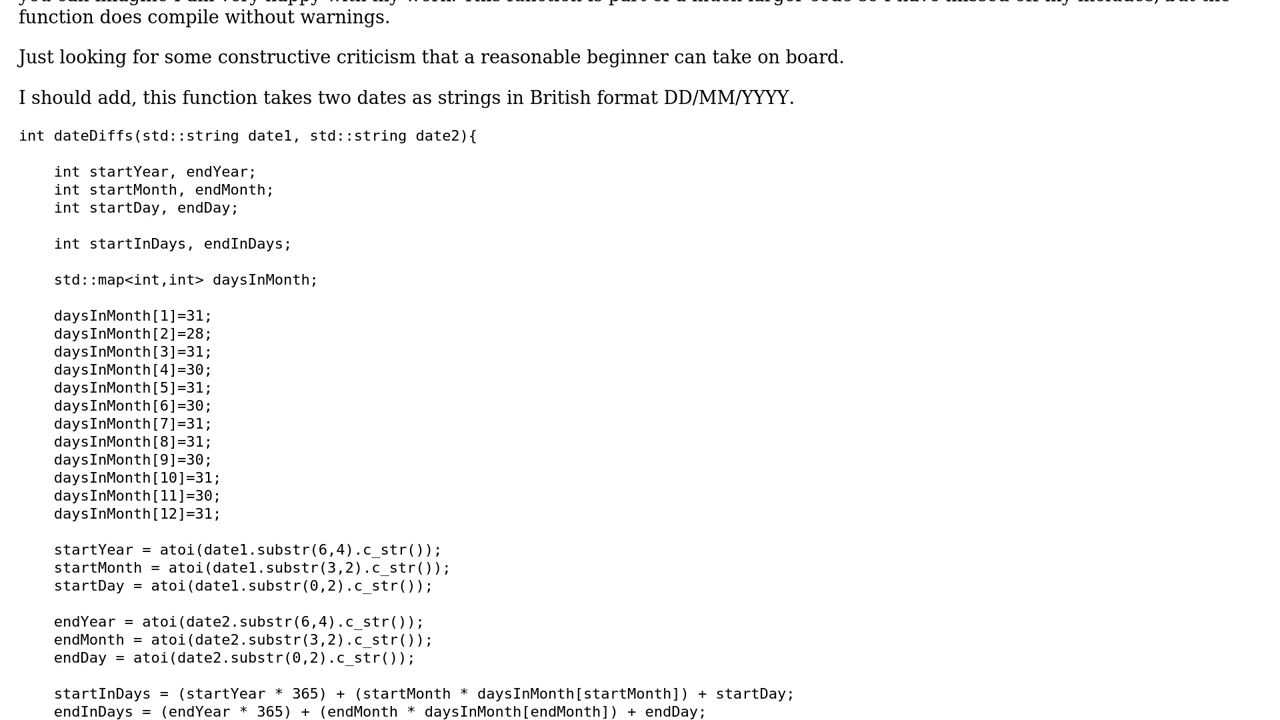 function does compile without warnings.
Just looking for some constructive criticism that a reasonable beginner can take on board.
I should add, this function takes two dates as strings in British format DD/MM/YYYY.
int dateDiffs(std::string date1, std::string date2){
int startYear, endYear;
int startMonth, endMonth;
int startDay, endDay;
int startInDays, endInDays;
std::map<int,int> daysInMonth;
daysInMonth[1]=31;
daysInMonth[2]=28;
daysInMonth[3]=31;
daysInMonth[4]=30;
daysInMonth[5]=31;
daysInMonth[6]=30;
daysInMonth[7]=31;
daysInMonth[8]=31;
daysInMonth[9]=30;
daysInMonth[10]=31;
daysInMonth[11]=30;
daysInMonth[12]=31;
startYear = atoi(date1.substr(6,4).c_str());
startMonth = atoi(date1.substr(3,2).c_str());
startDay = atoi(date1.substr(0,2).c_str());
endYear = atoi(date2.substr(6,4).c_str());
endMonth = atoi(date2.substr(3,2).c_str());
endDay = atoi(date2.substr(0,2).c_str());
startInDays = (startYear * 365) + (startMonth * daysInMonth[startMonth]) + startDay;
endInDays = (endYear * 365) + (endMonth * daysInMonth[endMonth]) + endDay;